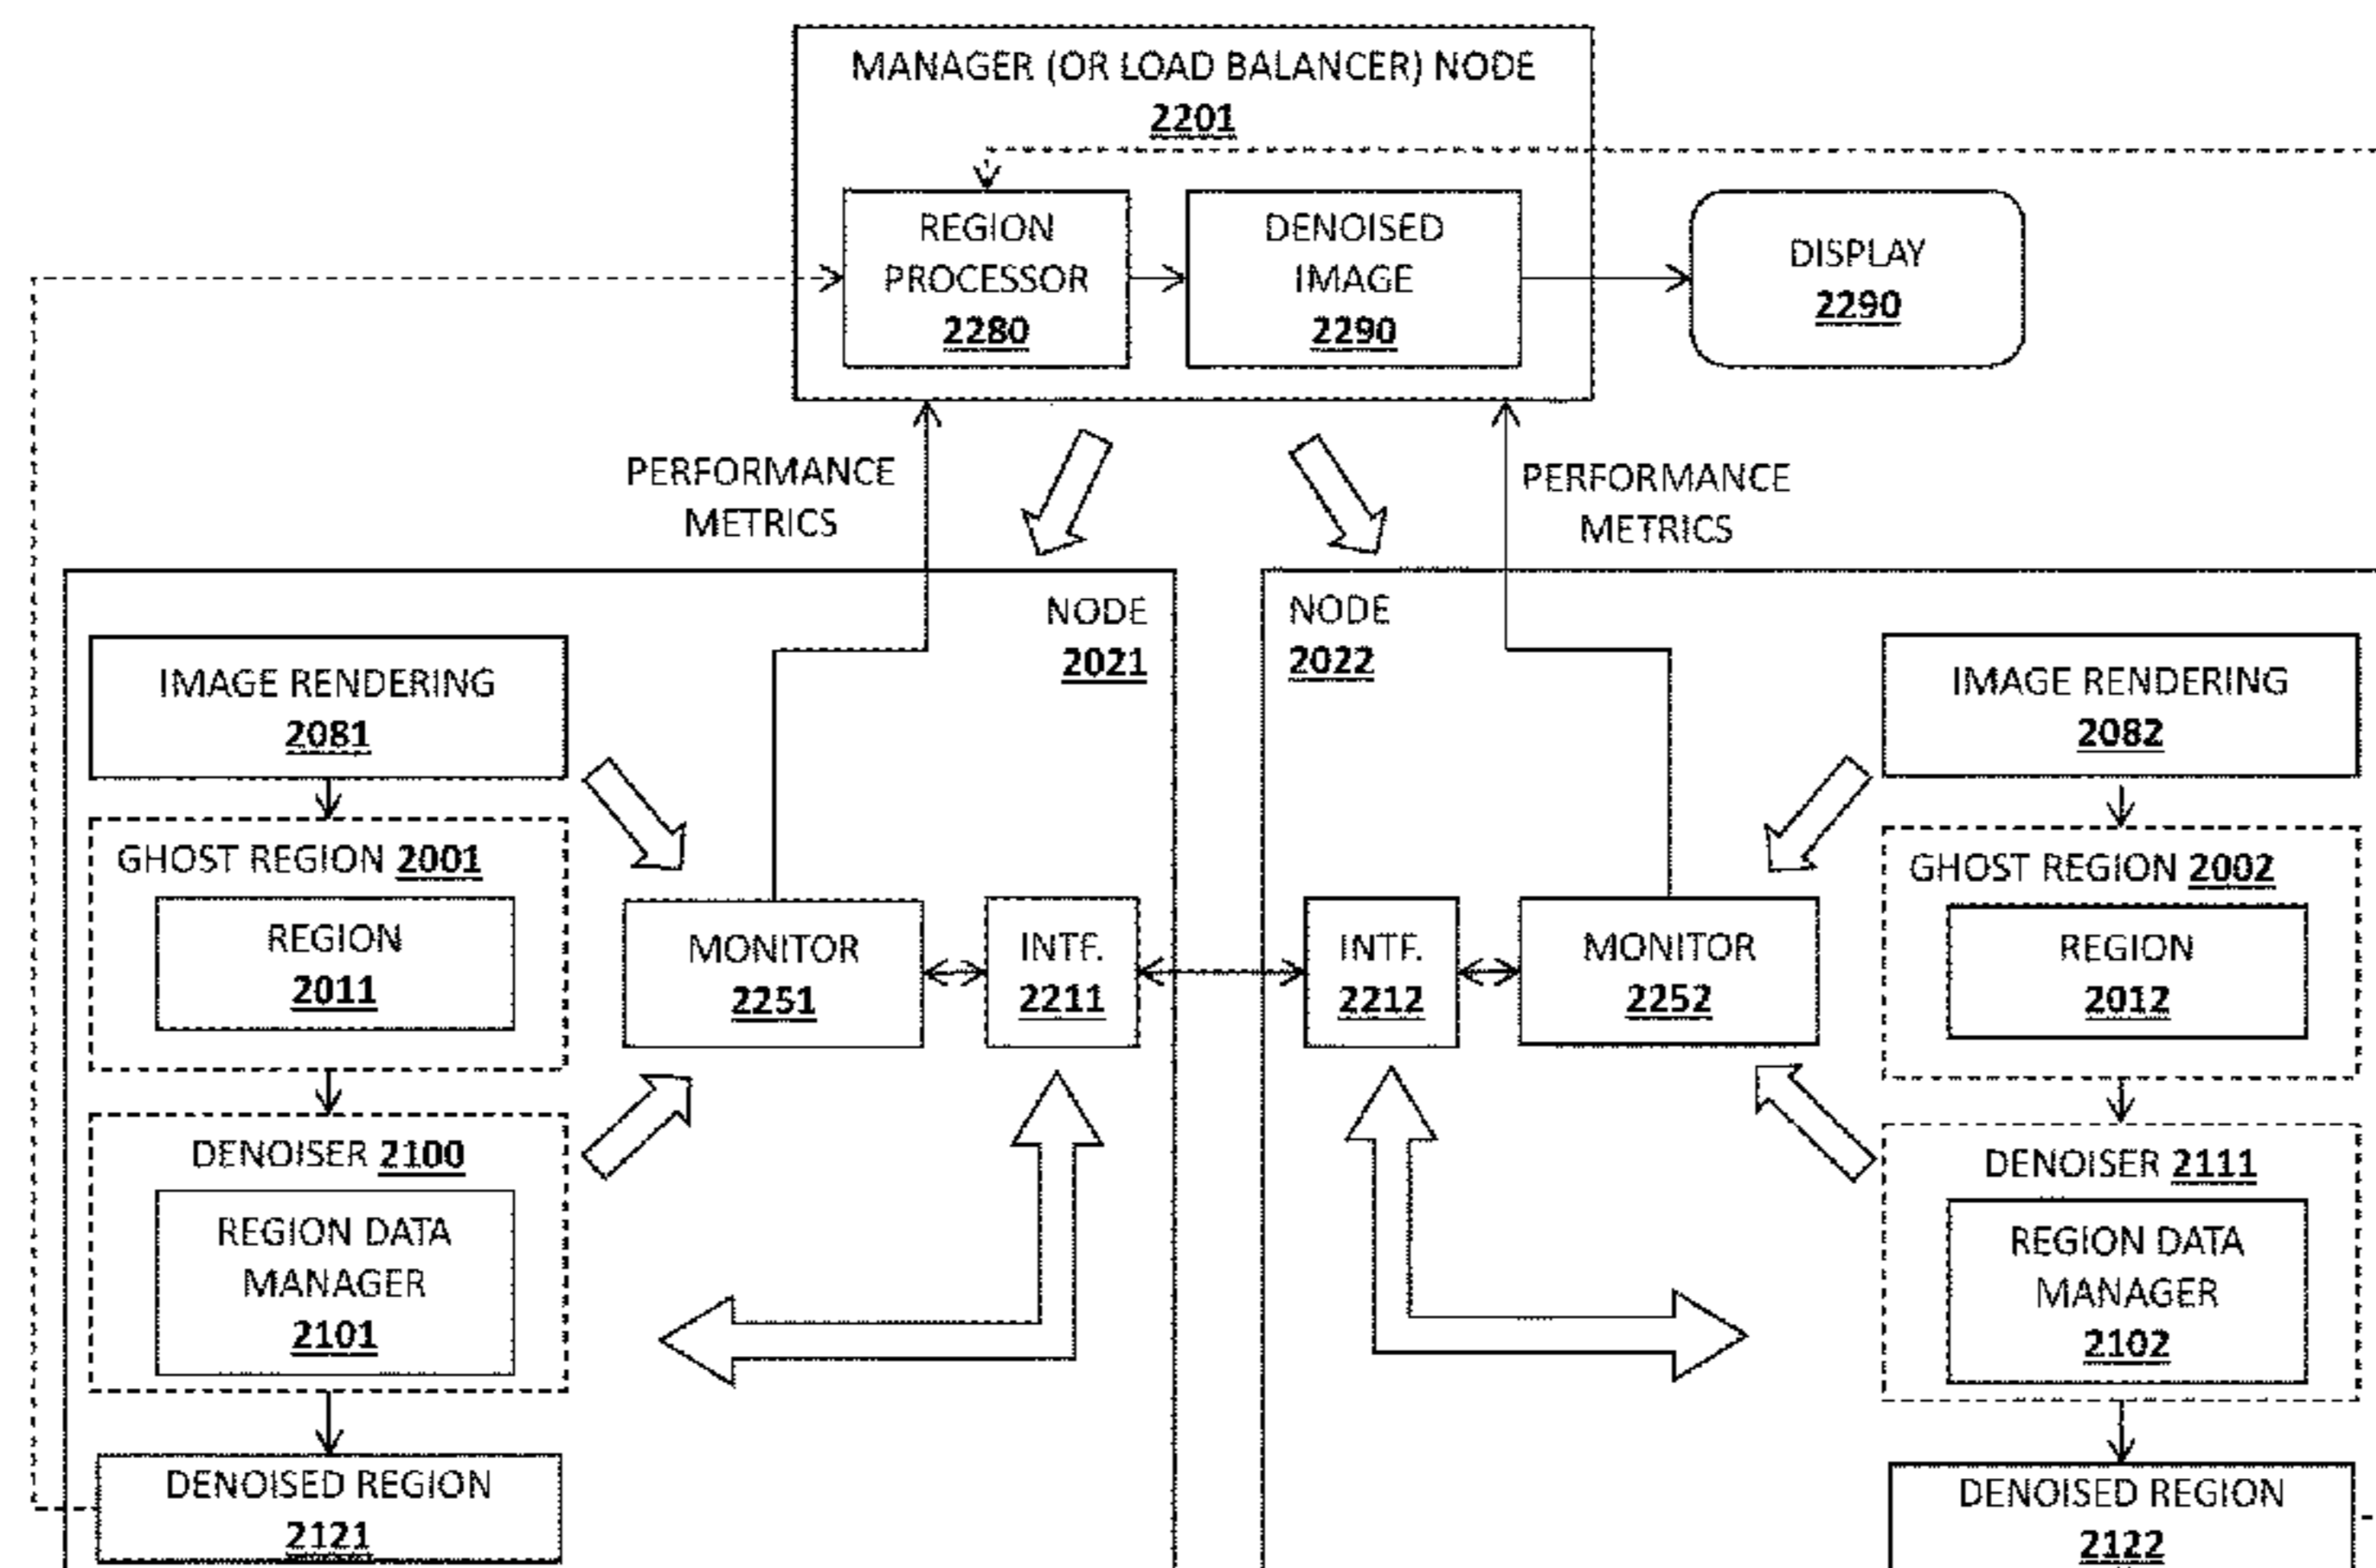 MANAGER (OR LOAD BALANCER) NODE
2201
REGION
PROCESSOR
2280
DENOISED
IMAGE
2290
DISPLAY
2290
PERFORMANCE
METRICS
PERFORMANCE
METRICS
NODE
2021
IMAGE RENDERING
2081
GHOST REGION 2001
REGION
2011
MONITOR
2251
INTF.
2211
DENOISER 2100
REGION DATA
MANAGER
2101
DENOISED REGION
2121
NODE
2022
IMAGE RENDERING
2082
INTF.
2212
MONITOR
2252
GHOST REGION 2002
REGION
2012
DENOISER 2111
REGION DATA
MANAGER
2102
DENOISED REGION
2122